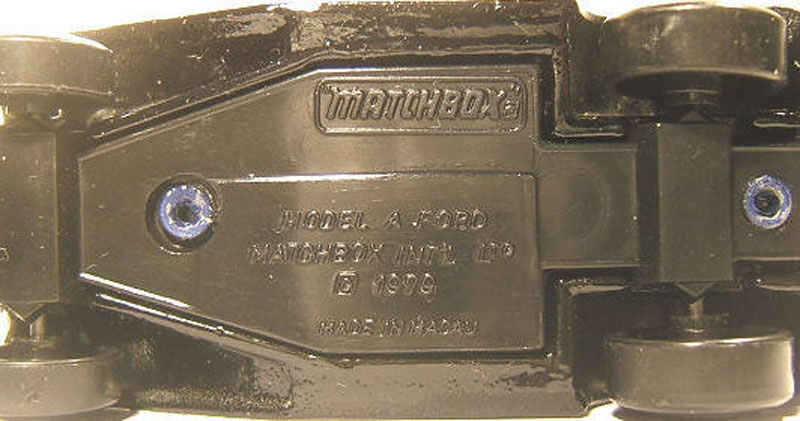 "MATCHBOX"
MODEL A FORD
MATCHBOX INT'L LTD
© 1979
MADE IN MACAU